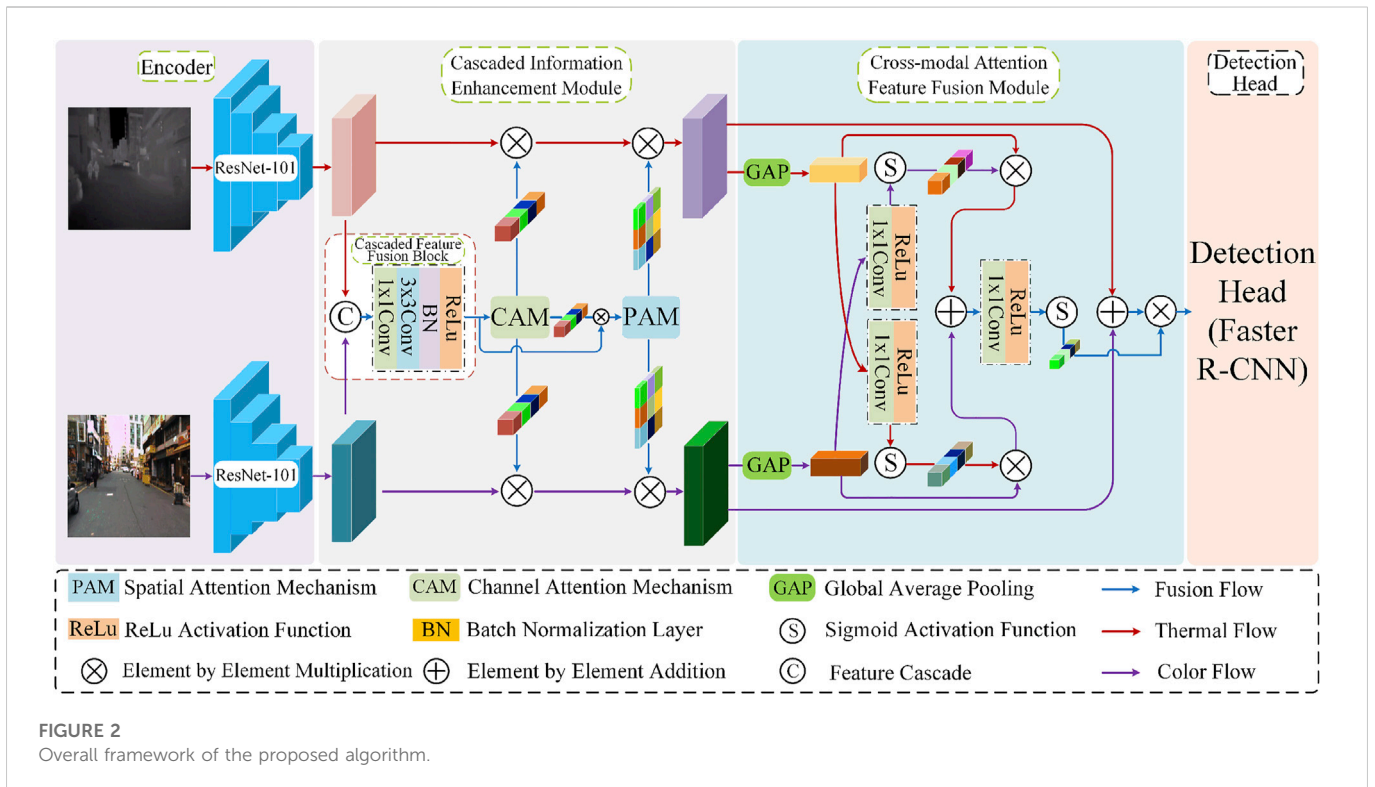 Encoder
Cascaded Information
Enhancement Module
Cross-modal Attention
Feature Fusion Module
Detection
Head
ResNet-101
Cascaded Feature
Fusion Block
C
1x1Conv
3x3Conv
BN
ReLu
CAM
PAM
ResNet-101
GAP
S
1x1Conv
ReLu
1x1Conv
ReLu
S
GAP
1x1Conv
ReLu
S
Detection
Head
(Faster
R-CNN)
PAM Spatial Attention Mechanism
CAM Channel Attention Mechanism
GAP Global Average Pooling
Fusion Flow
ReLu ReLu Activation Function
BN Batch Normalization Layer
S Sigmoid Activation Function
Thermal Flow
Element by Element Multiplication
Element by Element Addition
C Feature Cascade
Color Flow
FIGURE 2
Overall framework of the proposed algorithm.